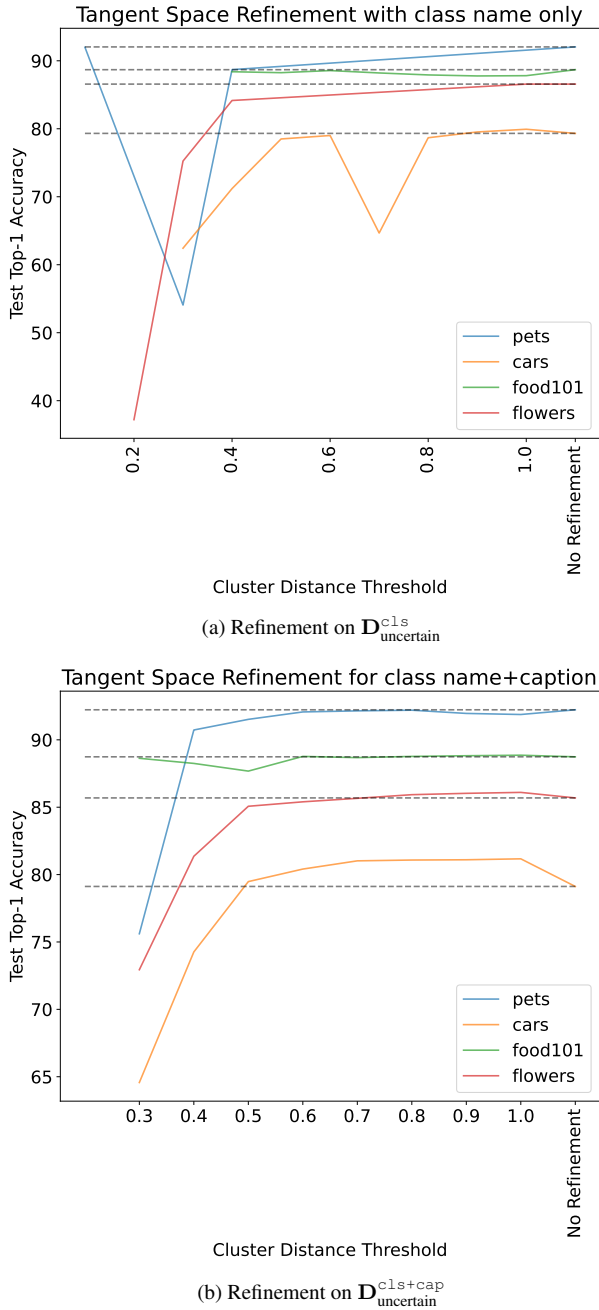 Tangent Space Refinement with class name only
Test Top-1 Accuracy
90
80
70
60
50
40
pets
cars
food101
flowers
0.2
0.4
0.6
0.8
1.0
No Refinement
Cluster Distance Threshold
(a) Refinement on D^cls_uncertain
Tangent Space Refinement for class name+caption
Test Top-1 Accuracy
90
85
80
75
70
65
pets
cars
food101
flowers
0.3
0.4
0.5
0.6
0.7
0.8
0.9
1.0
No Refinement
Cluster Distance Threshold
(b) Refinement on D^cls+cap_uncertain